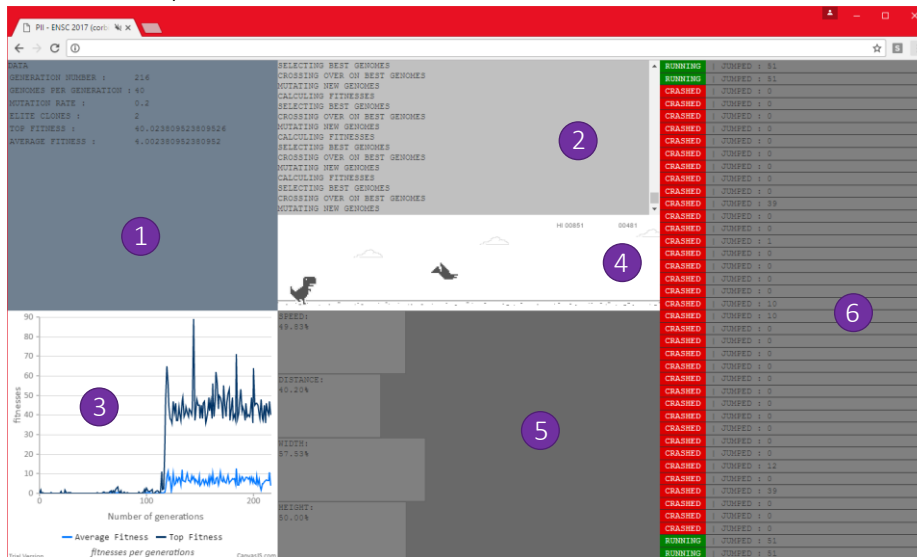 PII - ENSC 2017 (corb
DATA
GENERATION NUMBER : 216
GENOMES PER GENERATION : 40
MUTATION RATE : 0.2
ELITE CLONES : 2
TOP FITNESS : 40.023809523809526
AVERAGE FITNESS : 4.002380952380952
1
SELECTING BEST GENOMES
CROSSING OVER ON BEST GENOMES
MUTATING NEW GENOMES
CALCULING FITNESSES
SELECTING BEST GENOMES
CROSSING OVER ON BEST GENOMES
MUTATING NEW GENOMES
CALCULING FITNESSES
SELECTING BEST GENOMES
CROSSING OVER ON BEST GENOMES
MUTATING NEW GENOMES
CALCULING FITNESSES
SELECTING BEST GENOMES
CROSSING OVER ON BEST GENOMES
MUTATING NEW GENOMES
2
HI 00851 00481
4
90
80
70
60
50
40
30
20
10
0
fitnesses
3
0 100 200
Number of generations
Average Fitness Top Fitness
fitnesses per generations
Trial Version CanvasJS.com
SPEED:
49.83%
DISTANCE:
40.20%
WIDTH:
57.53%
HEIGHT:
50.00%
5
RUNNING | JUMPED : 51
RUNNING | JUMPED : 51
CRASHED | JUMPED : 0
CRASHED | JUMPED : 0
CRASHED | JUMPED : 0
CRASHED | JUMPED : 0
CRASHED | JUMPED : 0
CRASHED | JUMPED : 0
CRASHED | JUMPED : 0
CRASHED | JUMPED : 0
CRASHED | JUMPED : 0
CRASHED | JUMPED : 39
CRASHED | JUMPED : 0
CRASHED | JUMPED : 0
CRASHED | JUMPED : 1
CRASHED | JUMPED : 0
CRASHED | JUMPED : 0
CRASHED | JUMPED : 0
CRASHED | JUMPED : 0
CRASHED | JUMPED : 10
CRASHED | JUMPED : 10
CRASHED | JUMPED : 0
CRASHED | JUMPED : 0
CRASHED | JUMPED : 0
CRASHED | JUMPED : 0
CRASHED | JUMPED : 0
CRASHED | JUMPED : 0
CRASHED | JUMPED : 0
CRASHED | JUMPED : 0
CRASHED | JUMPED : 0
CRASHED | JUMPED : 0
CRASHED | JUMPED : 0
CRASHED | JUMPED : 12
CRASHED | JUMPED : 0
CRASHED | JUMPED : 39
CRASHED | JUMPED : 0
CRASHED | JUMPED : 0
CRASHED | JUMPED : 0
RUNNING | JUMPED : 51
RUNNING | JUMPED : 51
6